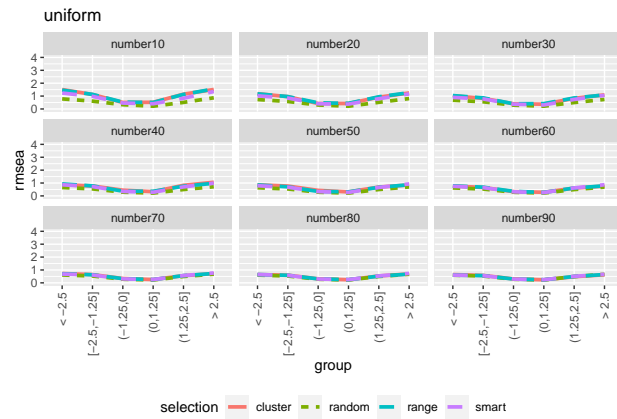 uniform
number10 number20 number30
4
3
2
1
0
number40 number50 number60
4
3
2
1
0
number70 number80 number90
4
3
2
1
0
rmsea
< −2.5 [−2.5,−1.25] (−1.25,0] (0,1.25] (1.25,2.5] > 2.5 < −2.5 [−2.5,−1.25] (−1.25,0] (0,1.25] (1.25,2.5] > 2.5 < −2.5 [−2.5,−1.25] (−1.25,0] (0,1.25] (1.25,2.5] > 2.5
group
selection cluster random range smart